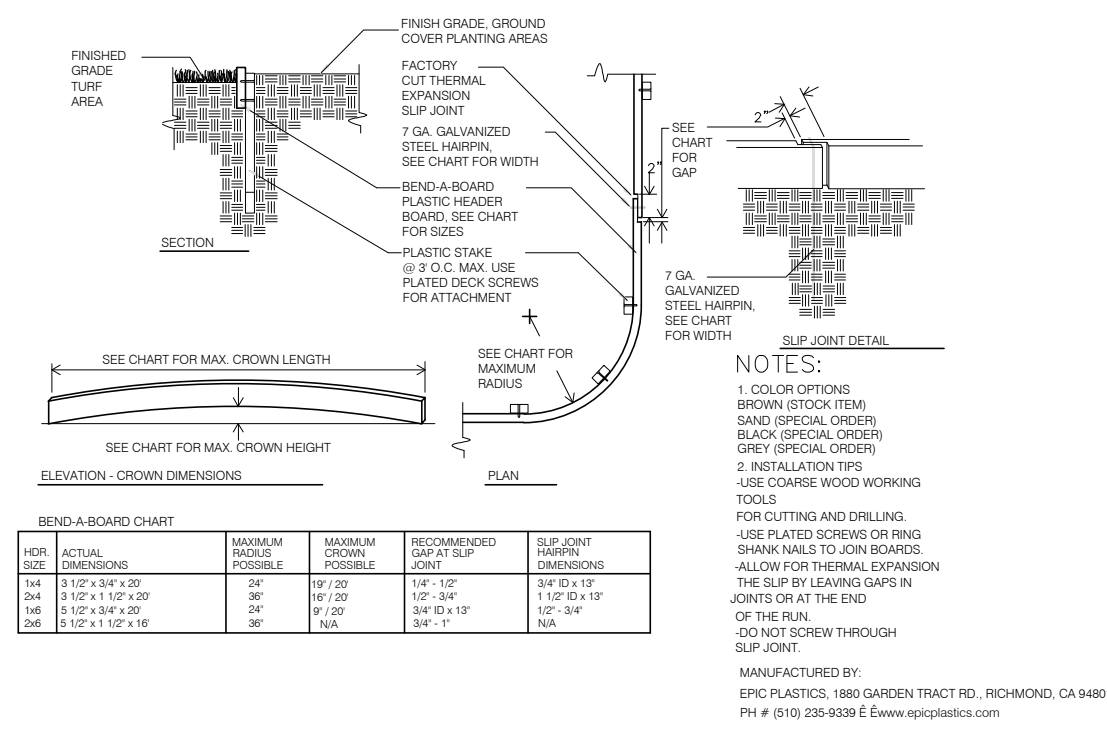 FINISH GRADE, GROUND
COVER PLANTING AREAS
FINISHED
GRADE
TURF
AREA
FACTORY
CUT THERMAL
EXPANSION
SLIP JOINT
7 GA. GALVANIZED
STEEL HAIRPIN,
SEE CHART FOR WIDTH
BEND-A-BOARD
PLASTIC HEADER
BOARD, SEE CHART
FOR SIZES
PLASTIC STAKE
@ 3' O.C. MAX. USE
PLATED DECK SCREWS
FOR ATTACHMENT
SECTION
2"
SEE
CHART
FOR
GAP
2"
7 GA.
GALVANIZED
STEEL HAIRPIN,
SEE CHART
FOR WIDTH
SLIP JOINT DETAIL
SEE CHART FOR MAX. CROWN LENGTH
SEE CHART FOR MAX. CROWN HEIGHT
ELEVATION - CROWN DIMENSIONS
SEE CHART FOR
MAXIMUM
RADIUS
PLAN
NOTES:
1. COLOR OPTIONS
BROWN (STOCK ITEM)
SAND (SPECIAL ORDER)
BLACK (SPECIAL ORDER)
GREY (SPECIAL ORDER)
2. INSTALLATION TIPS
-USE COARSE WOOD WORKING
TOOLS
FOR CUTTING AND DRILLING.
-USE PLATED SCREWS OR RING
SHANK NAILS TO JOIN BOARDS.
-ALLOW FOR THERMAL EXPANSION
THE SLIP BY LEAVING GAPS IN
JOINTS OR AT THE END
OF THE RUN.
-DO NOT SCREW THROUGH
SLIP JOINT.
MANUFACTURED BY:
EPIC PLASTICS, 1880 GARDEN TRACT RD., RICHMOND, CA 9480
PH # (510) 235-9339 Ê Êwww.epicplastics.com
BEND-A-BOARD CHART
HDR. SIZE ACTUAL DIMENSIONS MAXIMUM RADIUS POSSIBLE MAXIMUM CROWN POSSIBLE RECOMMENDED GAP AT SLIP JOINT SLIP JOINT HAIRPIN DIMENSIONS
1x4 3 1/2" x 3/4" x 20' 24" 19" / 20' 1/4" - 1/2" 3/4" ID x 13"
2x4 3 1/2" x 1 1/2" x 20' 36" 16" / 20' 1/2" - 3/4" 1 1/2" ID x 13"
1x6 5 1/2" x 3/4" x 20' 24" 9" / 20' 3/4" ID x 13" 1/2" - 3/4"
2x6 5 1/2" x 1 1/2" x 16' 36" N/A 3/4" - 1" N/A